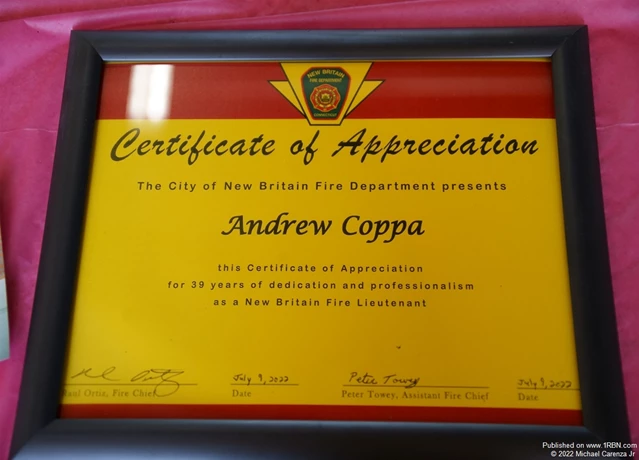 NEW BRITAIN
FIRE DEPARTMENT
CONNECTICUT
Certificate of Appreciation
The City of New Britain Fire Department presents
Andrew Coppa
this Certificate of Appreciation
for 39 years of dedication and professionalism
as a New Britain Fire Lieutenant
July 9, 2022 Peter Towey July 9, 2022
Raul Ortiz, Fire Chief Date Peter Towey, Assistant Fire Chief Date
Published on www.1RBN.com
© 2022 Michael Carenza Jr